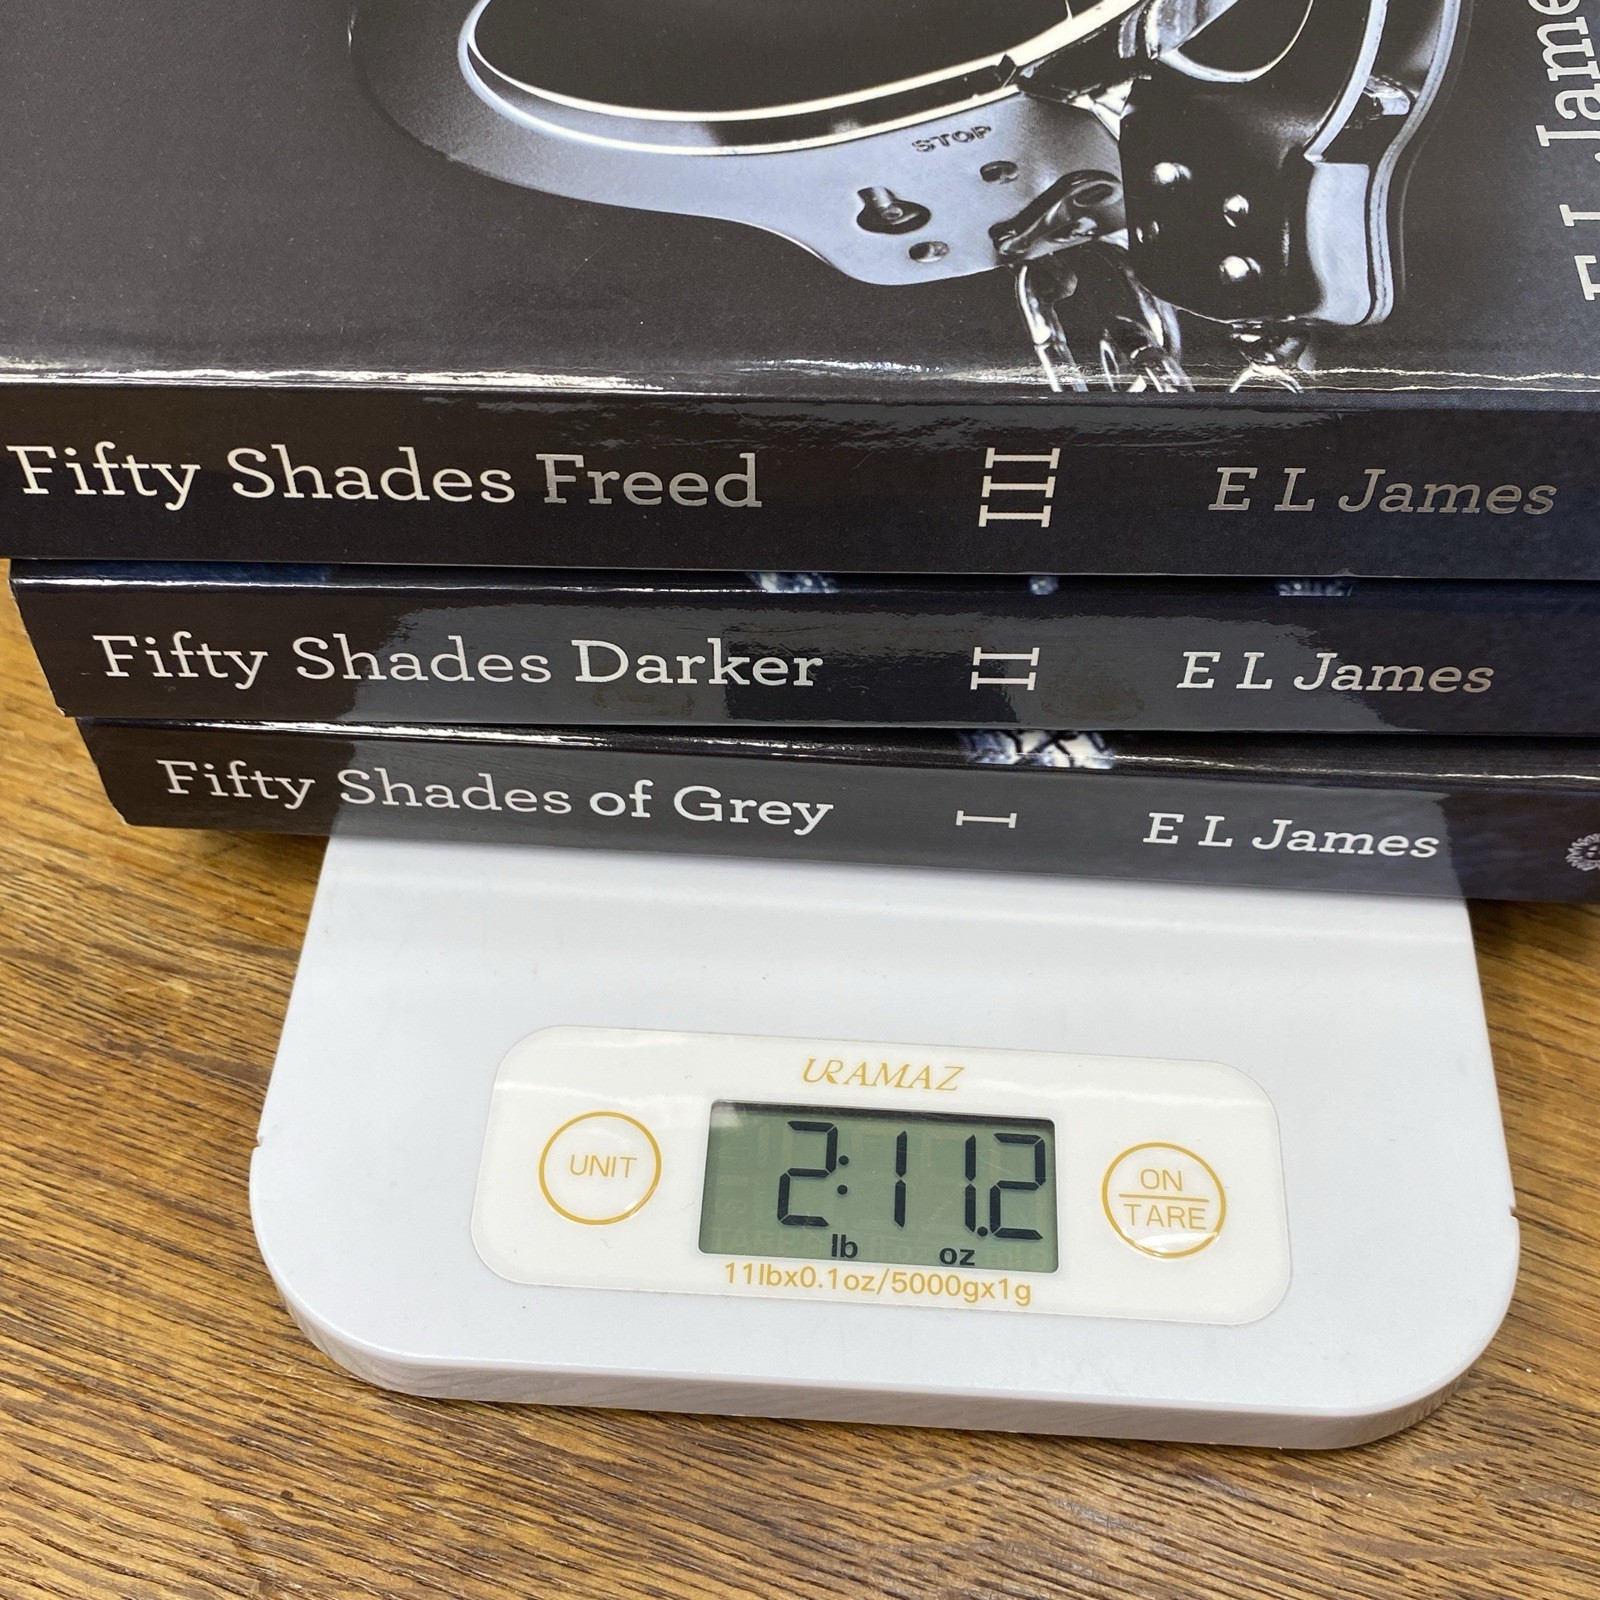 STOP
E L James
Fifty Shades Freed III E L James
Fifty Shades Darker II E L James
Fifty Shades of Grey I E L James
URAMAZ
UNIT
2:11.2
lb oz
ON
TARE
11lbx0.1oz/5000gx1g